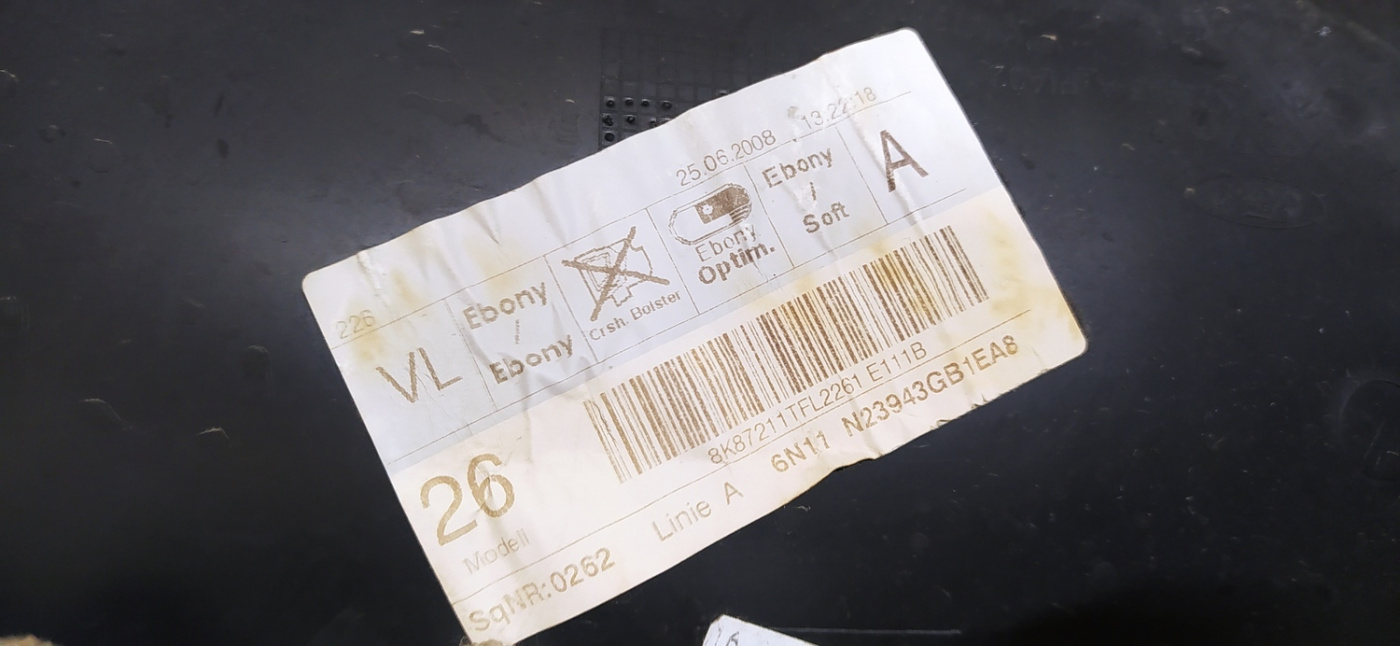 25.06.2008 13:22:18
226
VL
Ebony
/
Ebony
Crsh. Bolster
Ebony
Optim.
Ebony
/
Soft
A
26
Modell
8K87211TFL2261 E111B
SqNR:0262 Linie A 6N11 N23943GB1EA8